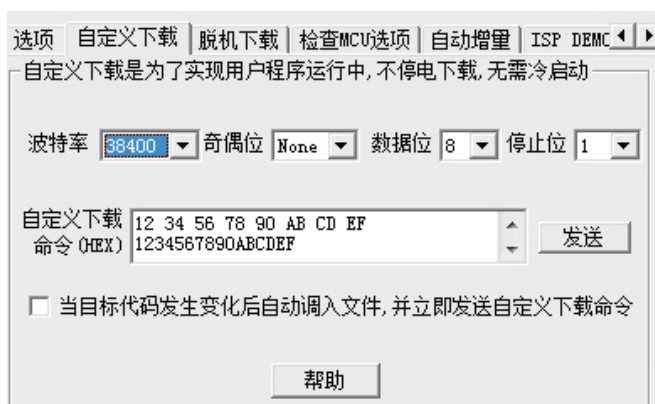 选项 自定义下载 脱机下载 检查MCU选项 自动增量 ISP DEMO
自定义下载是为了实现用户程序运行中,不停电下载,无需冷启动
波特率 38400 奇偶位 None 数据位 8 停止位 1
自定义下载 12 34 56 78 90 AB CD EF
命令(HEX) 1234567890ABCDEF 发送
当目标代码发生变化后自动调入文件,并立即发送自定义下载命令
帮助